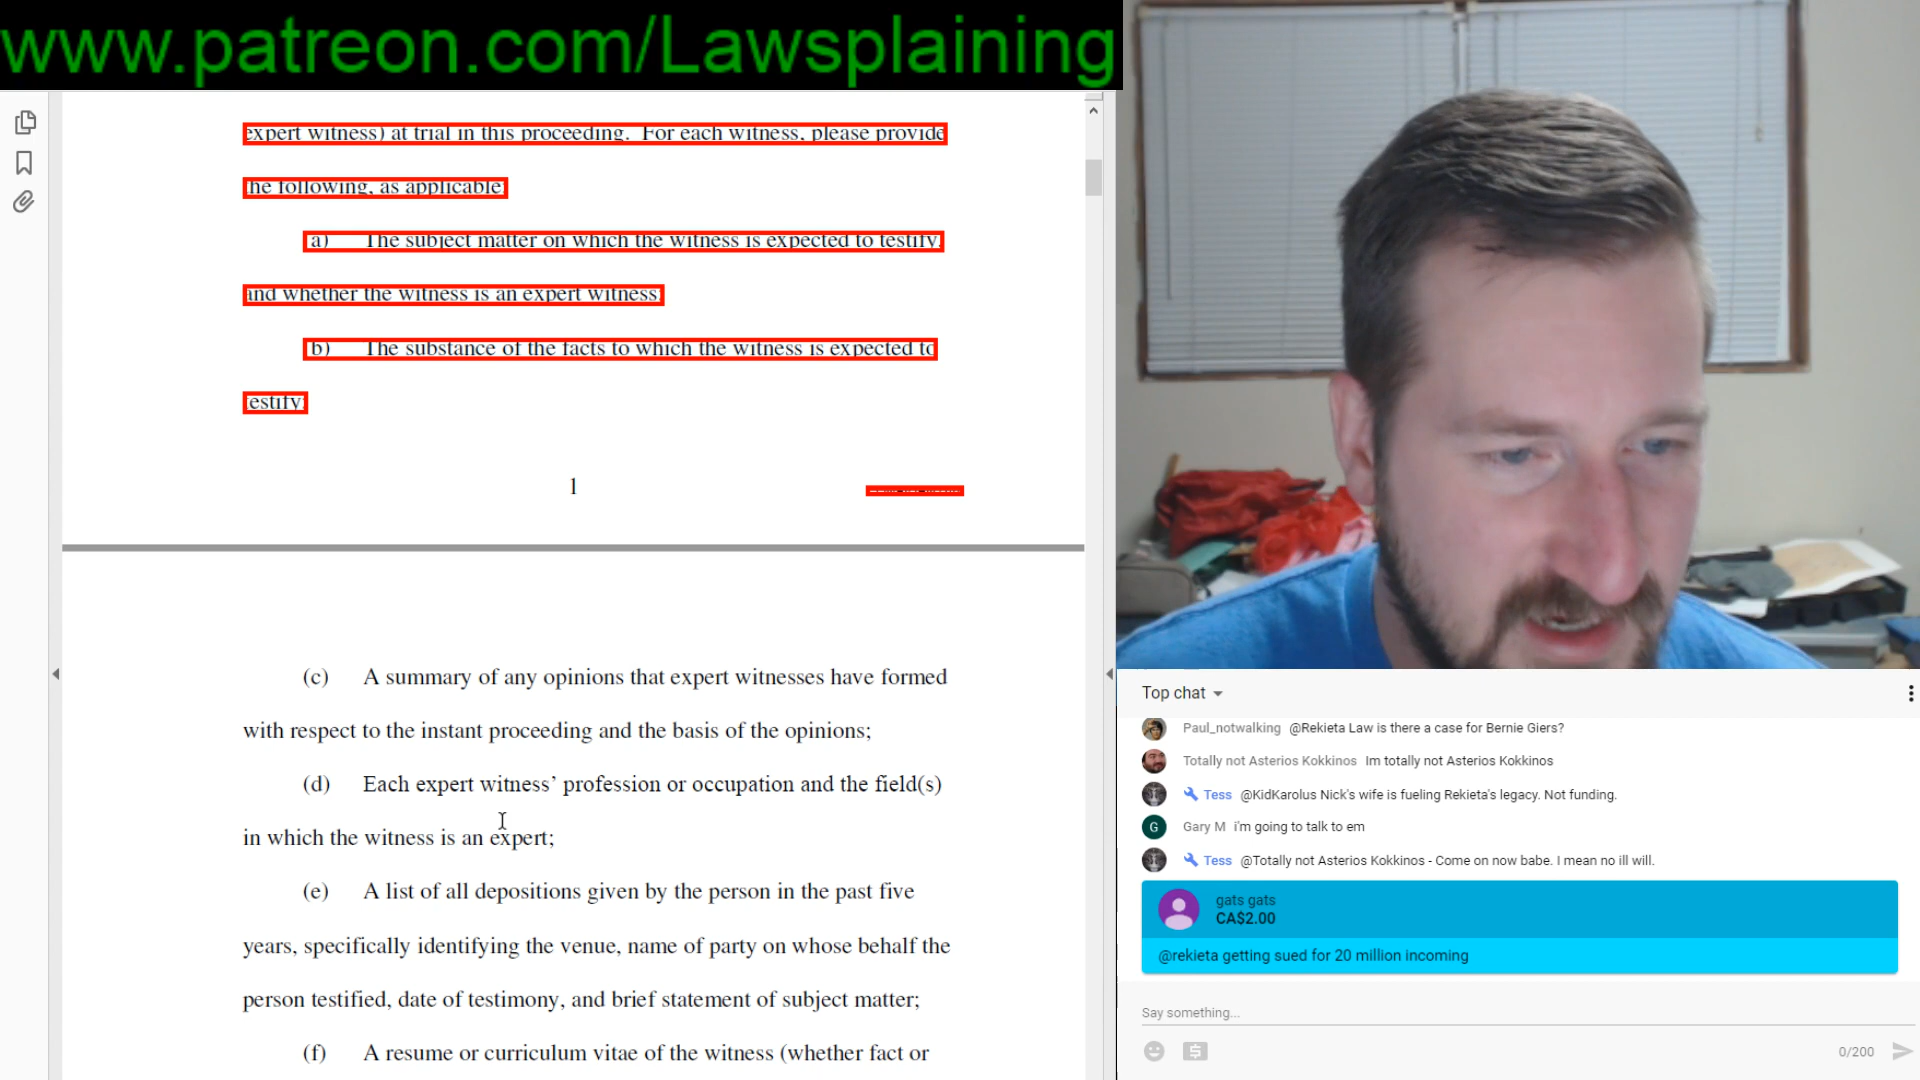 www.patreon.com/Lawsplaining
expert witness) at trial in this proceeding. For each witness, please provide
the following, as applicable
a) The subject matter on which the witness is expected to testify,
and whether the witness is an expert witness;
b) The substance of the facts to which the witness is expected to
testify;
1
(c) A summary of any opinions that expert witnesses have formed
with respect to the instant proceeding and the basis of the opinions;
(d) Each expert witness’ profession or occupation and the field(s)
in which the witness is an expert;
(e) A list of all depositions given by the person in the past five
years, specifically identifying the venue, name of party on whose behalf the
person testified, date of testimony, and brief statement of subject matter;
(f) A resume or curriculum vitae of the witness (whether fact or
Top chat
Paul_notwalking @Rekieta Law is there a case for Bernie Giers?
Totally not Asterios Kokkinos Im totally not Asterios Kokkinos
Tess @KidKarolus Nick's wife is fueling Rekieta's legacy. Not funding.
G Gary M i'm going to talk to em
Tess @Totally not Asterios Kokkinos - Come on now babe. I mean no ill will.
gats gats
CA$2.00
@rekieta getting sued for 20 million incoming
Say something...
0/200